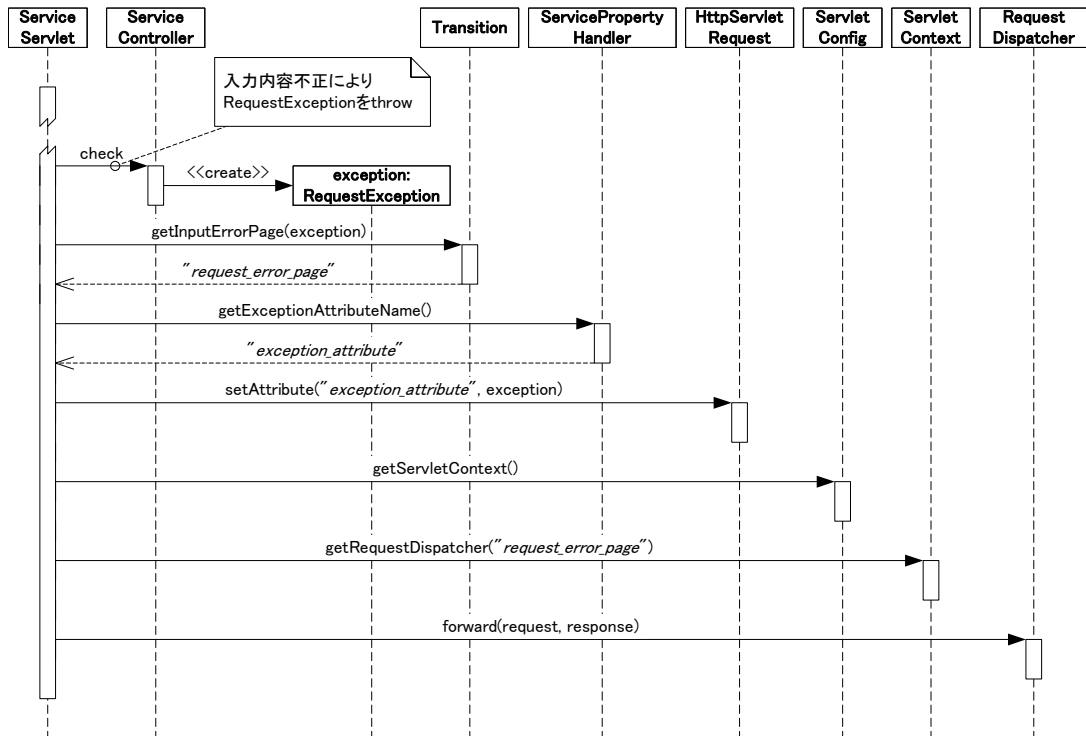 Service
Servlet
Service
Controller
Transition
ServiceProperty
Handler
HttpServlet
Request
Servlet
Config
Servlet
Context
Request
Dispatcher
入力内容不正により
RequestExceptionをthrow
check
<<create>>
exception:
RequestException
getInputErrorPage(exception)
"request_error_page"
getExceptionAttributeName()
"exception_attribute"
setAttribute("exception_attribute", exception)
getServletContext()
getRequestDispatcher("request_error_page")
forward(request, response)